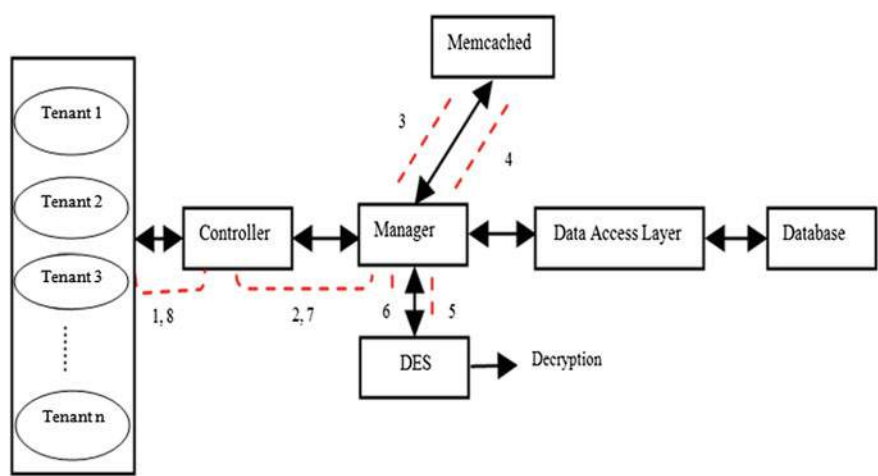 Memcached
Tenant 1
3
4
Tenant 2
Controller
Manager
Data Access Layer
Database
Tenant 3
1, 8
2, 7
6
5
DES
Decryption
Tenant n